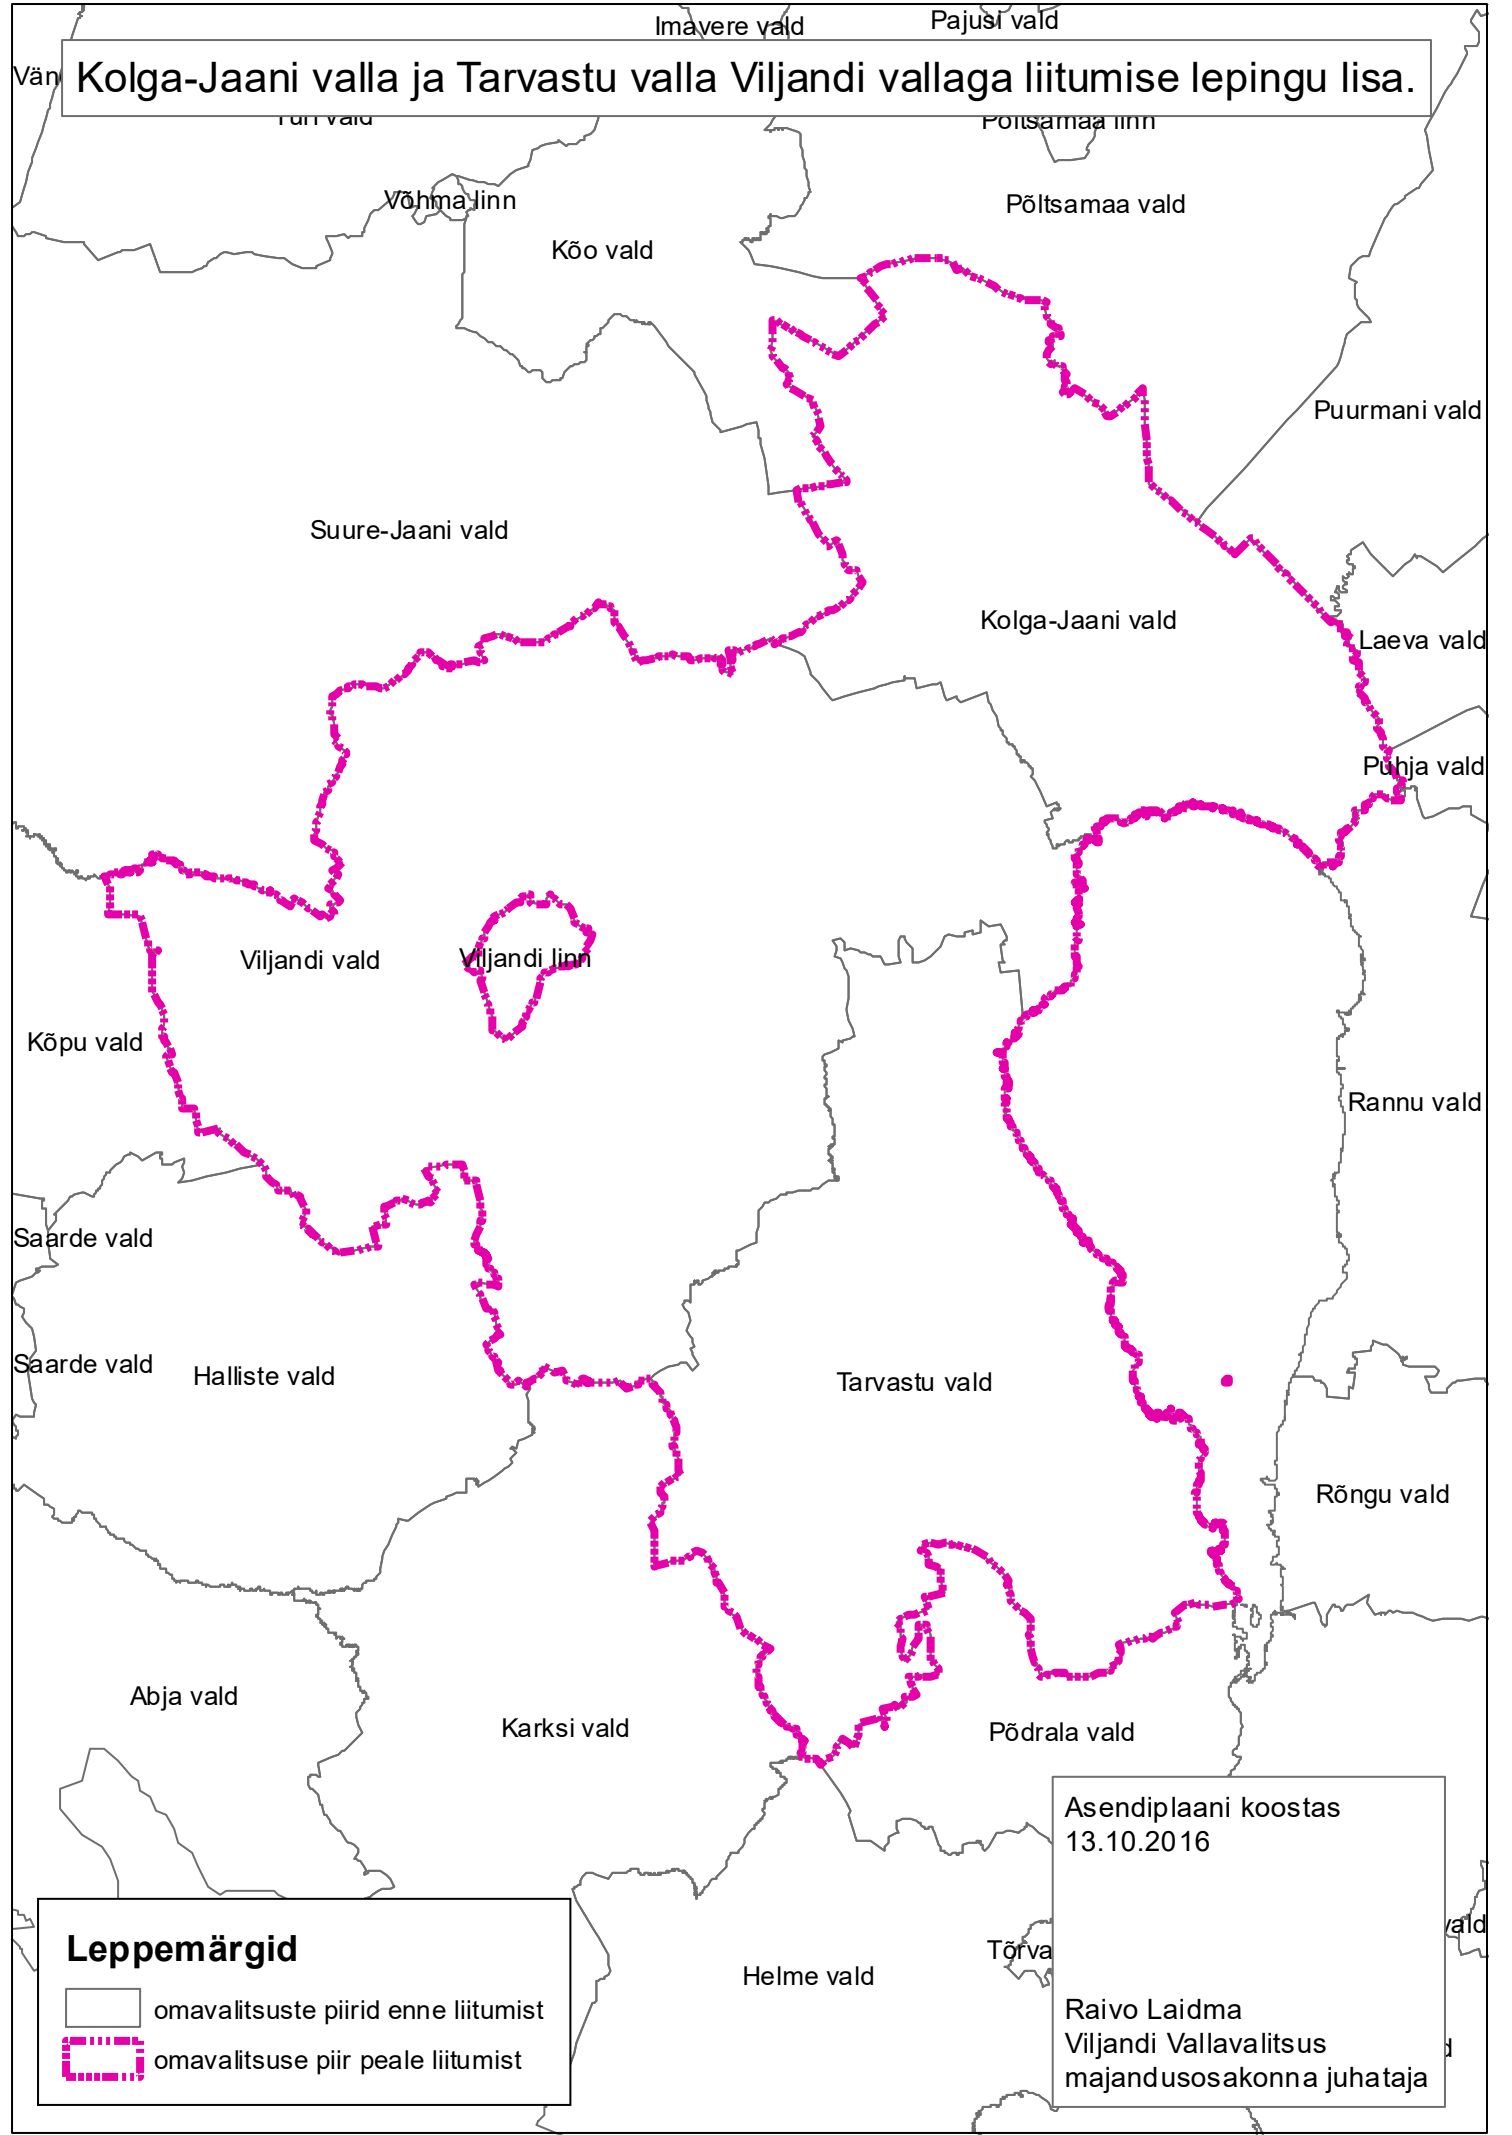 Imavere vald
Pajusi vald
Kolga-Jaani valla ja Tarvastu valla Viljandi vallaga liitumise lepingu lisa.
Põltsamaa linn
Võhma linn
Põltsamaa vald
Kõo vald
Puurmani vald
Suure-Jaani vald
Kolga-Jaani vald
Laeva vald
Puhja vald
Viljandi vald
Viljandi linn
Kõpu vald
Rannu vald
Saarde vald
Saarde vald
Halliste vald
Tarvastu vald
Rõngu vald
Abja vald
Karksi vald
Põdrala vald
Asendiplaani koostas
13.10.2016
vald
Tõrva
Helme vald
Raivo Laidma
Viljandi Vallavalitsus
majandusosakonna juhataja
Leppemärgid
omavalitsuste piirid enne liitumist
omavalitsuse piir peale liitumist